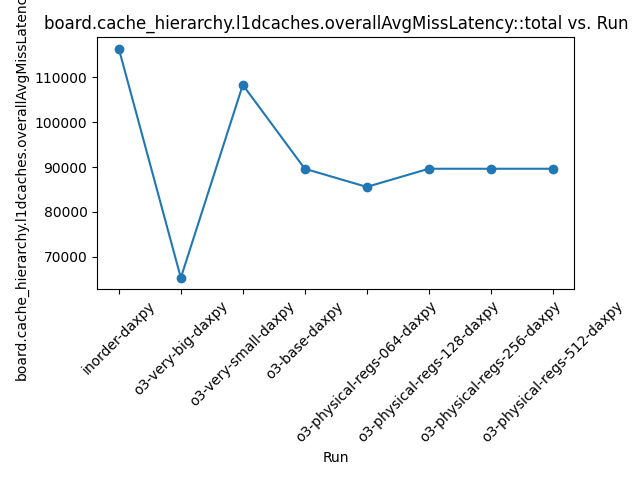 board.cache_hierarchy.l1dcaches.overallAvgMissLatency::total vs. Run
board.cache_hierarchy.l1dcaches.overallAvgMissLatenc
110000
100000
90000
80000
70000
inorder-daxpy
o3-very-big-daxpy
o3-very-small-daxpy
o3-base-daxpy
o3-physical-regs-064-daxpy
o3-physical-regs-128-daxpy
o3-physical-regs-256-daxpy
o3-physical-regs-512-daxpy
Run